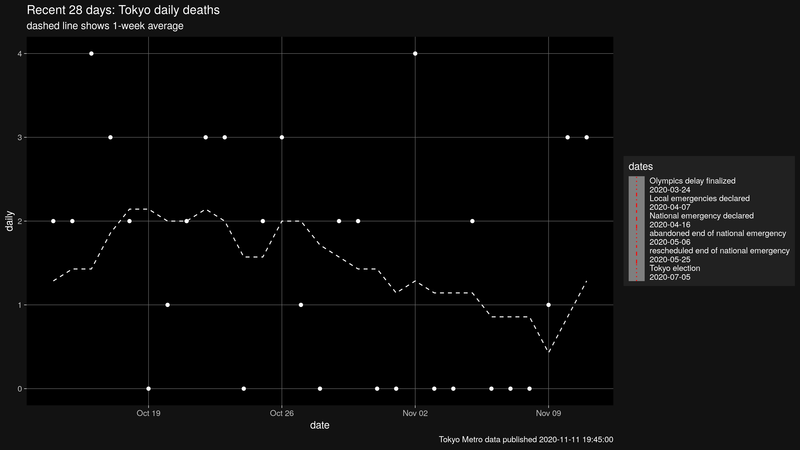 Recent 28 days: Tokyo daily deaths
dashed line shows 1-week average
4
3
2
1
0
daily
Oct 19
Oct 26
Nov 02
Nov 09
date
Tokyo Metro data published 2020-11-11 19:45:00
dates
Olympics delay finalized
2020-03-24
Local emergencies declared
2020-04-07
National emergency declared
2020-04-16
abandoned end of national emergency
2020-05-06
rescheduled end of national emergency
2020-05-25
Tokyo election
2020-07-05